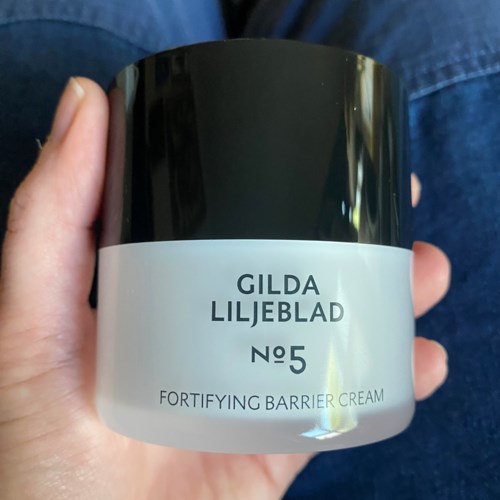 GILDA
LILJEBLAD
Nº5
FORTIFYING BARRIER CREAM